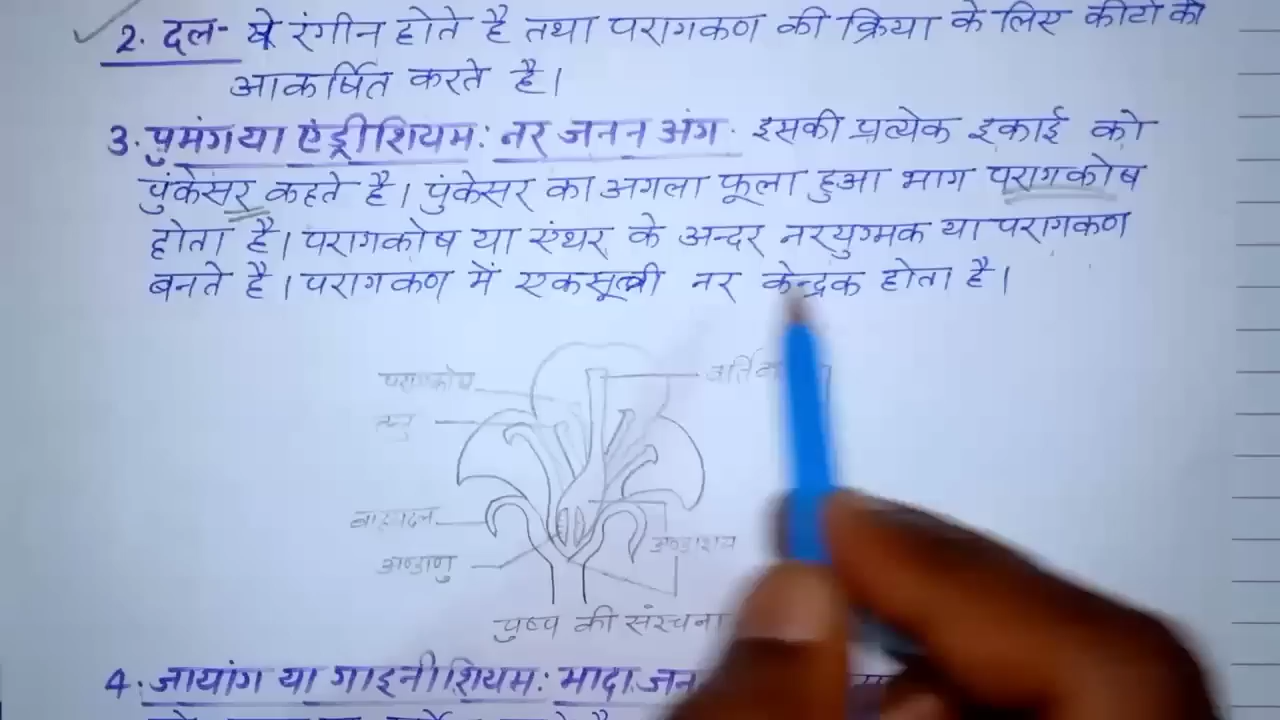 2. दल- ये रंगीन होते है तथा परागकण की क्रिया के लिए कीटो को
आकर्षित करते है।
3. पुमंग या एंड्रीशियम: नर जनन अंग. इसकी प्रत्येक इकाई को
पुंकेसर कहते है। पुंकेसर का अगला फूला हुआ भाग परागकोष
होता है। परागकोष या एंथर के अन्दर नरयुग्मक या परागकण
बनते है। परागकण में एकसूत्री नर केन्द्रक होता है।
परागकोष
तन्तु
बाह्यदल
अण्डाणु
अण्डाशय
पुष्प की संरचना
4. जायांग या गाइनीशियम: मादा जन